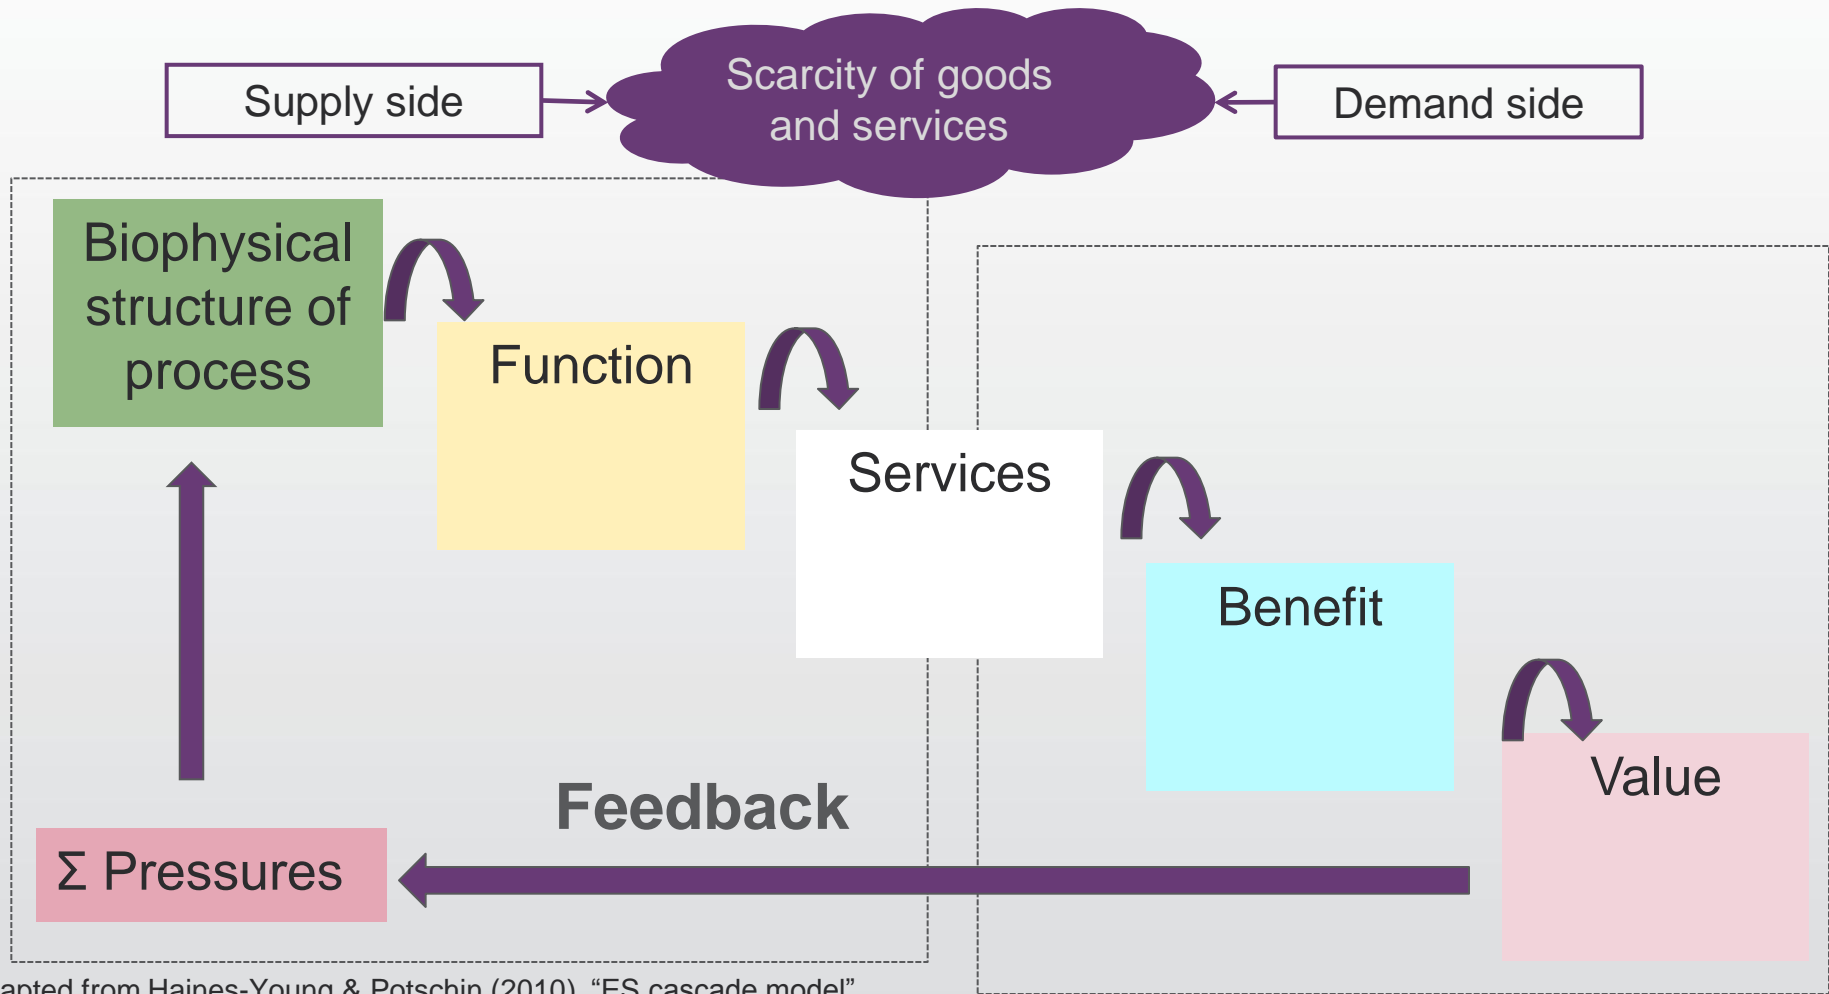 Scarcity of goods
and services
Supply side
Demand side
Biophysical
structure of
process
Function
Services
Benefit
Value
Feedback
Σ Pressures
from Haines-Young & Potschin (2010) “ES cascade model”